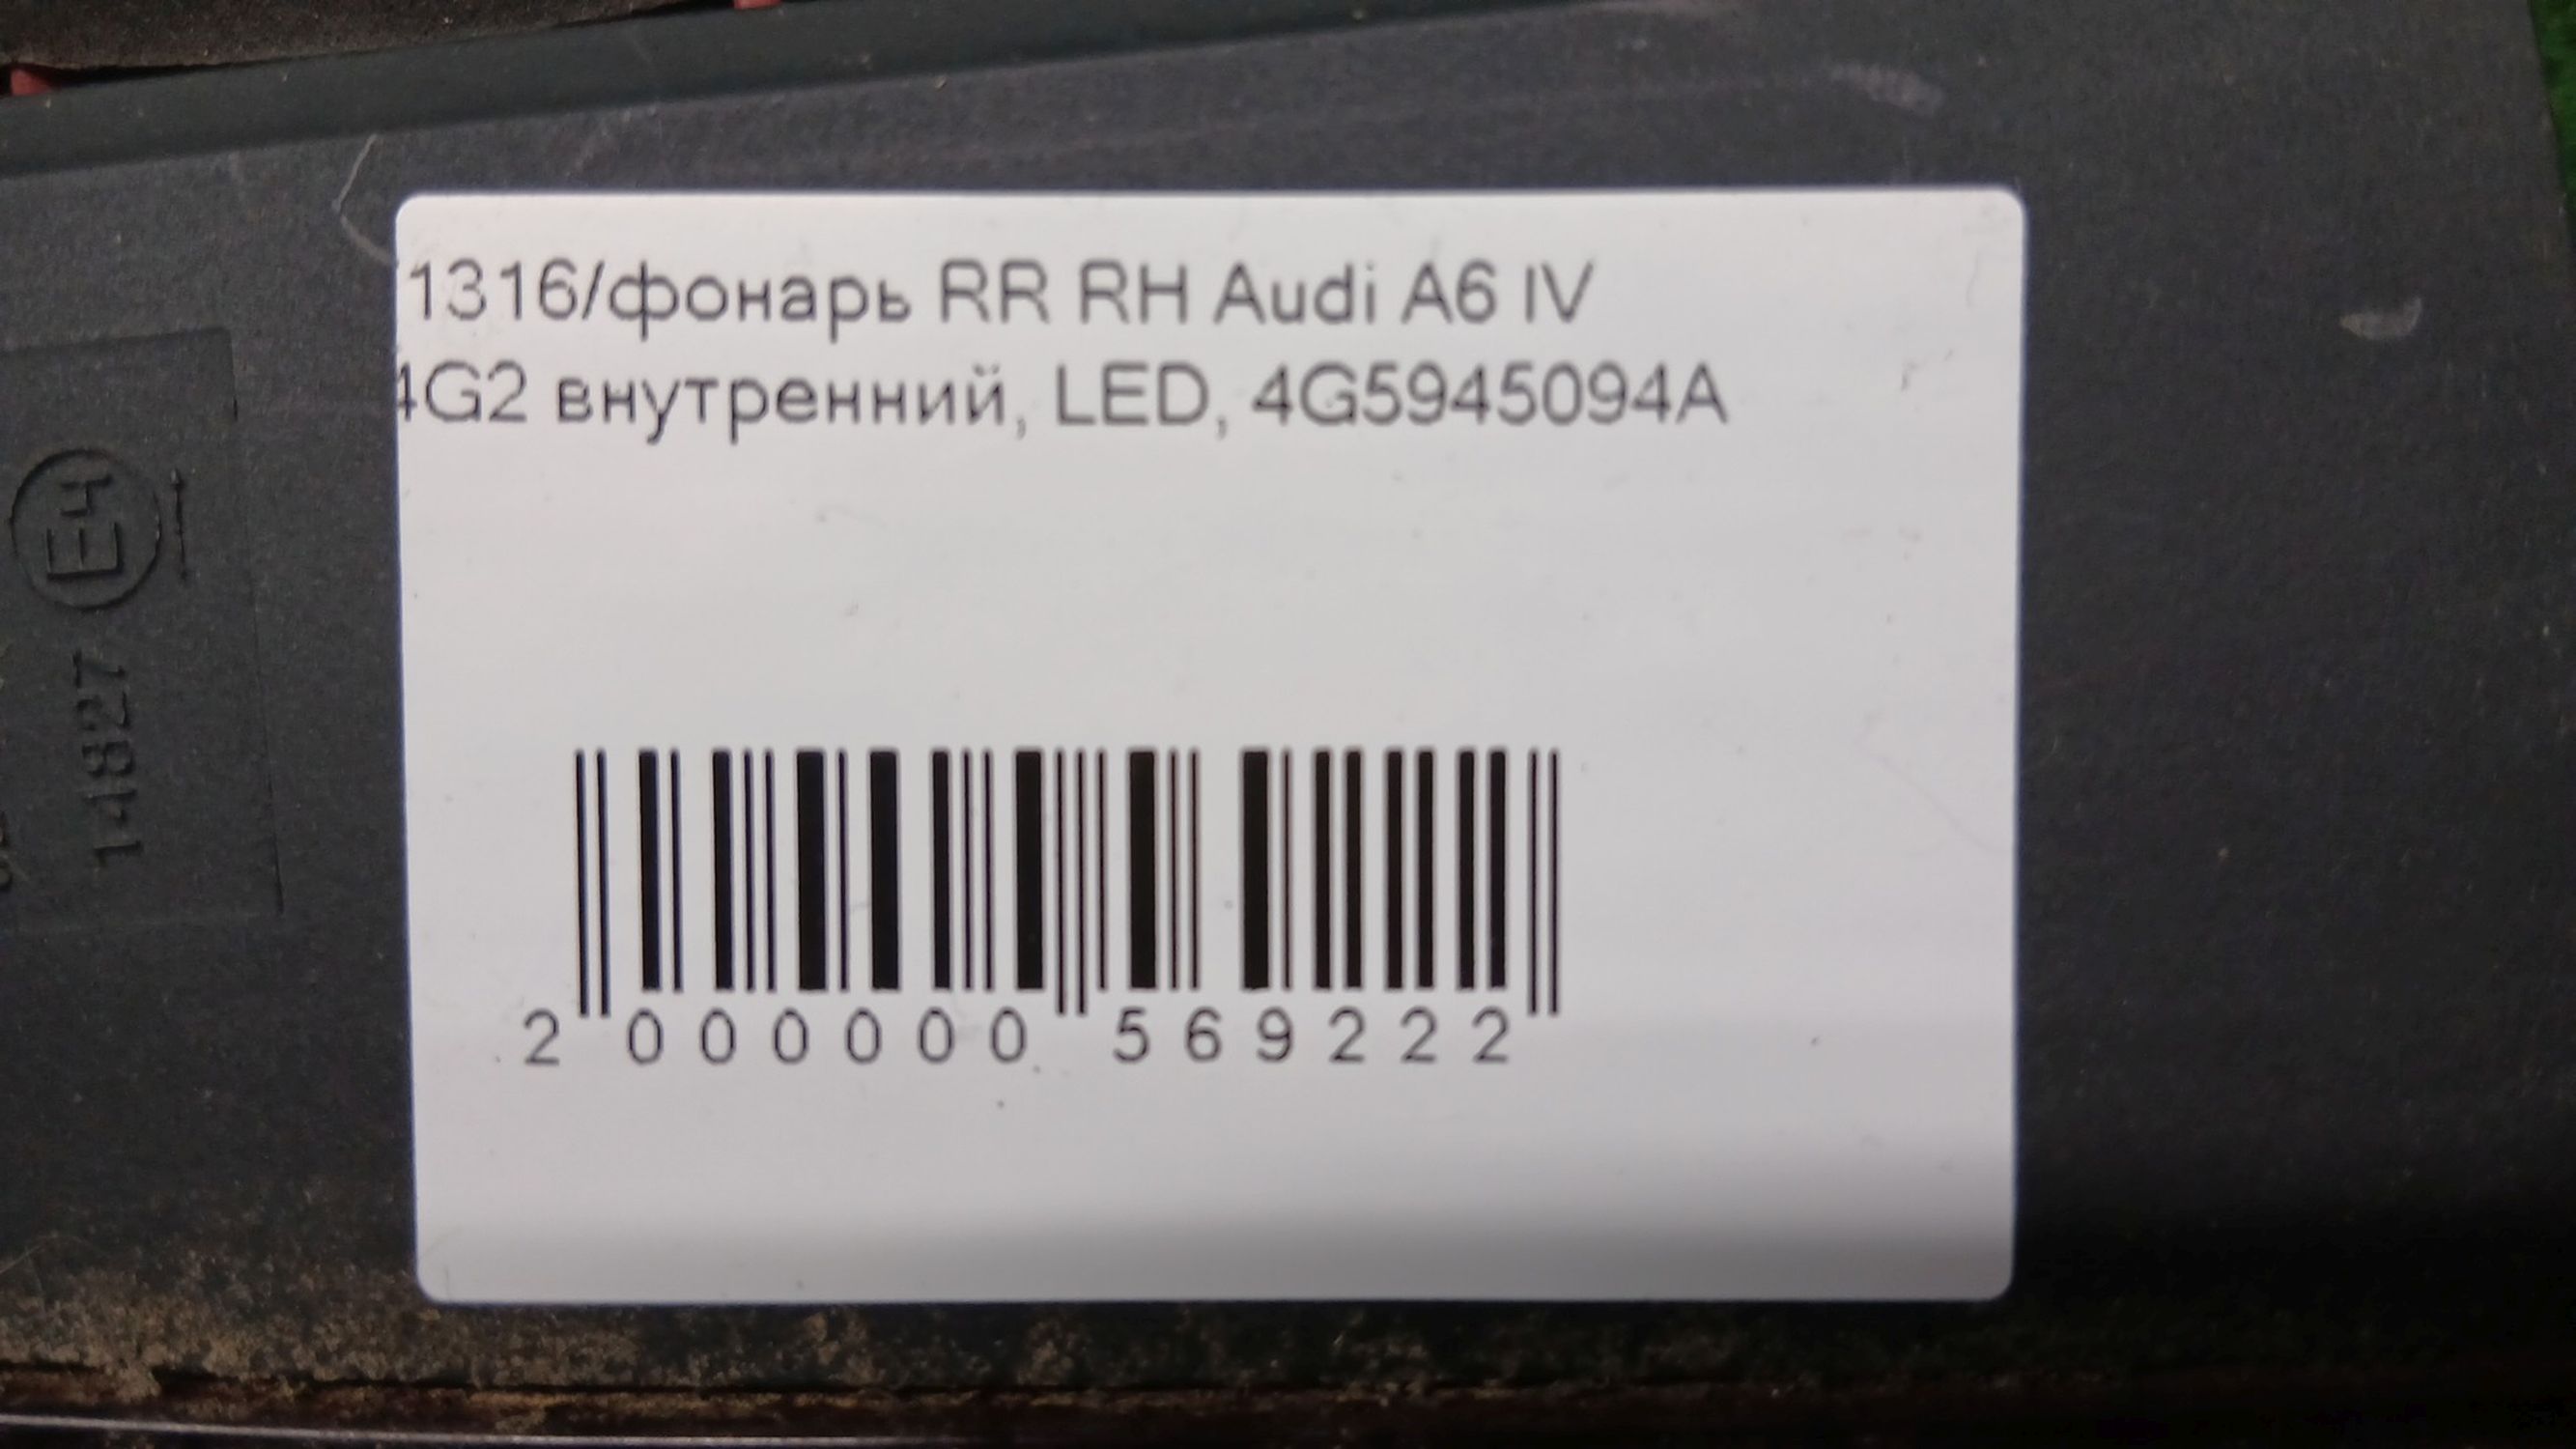 1316/фонарь RR RH Audi A6 IV
4G2 внутренний, LED, 4G5945094A
2 000000 569222
E4
14827